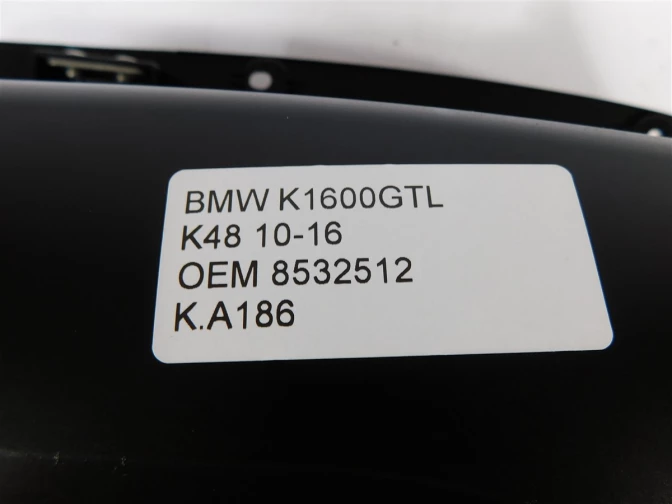 BMW K1600GTL
K48 10-16
OEM 8532512
K.A186